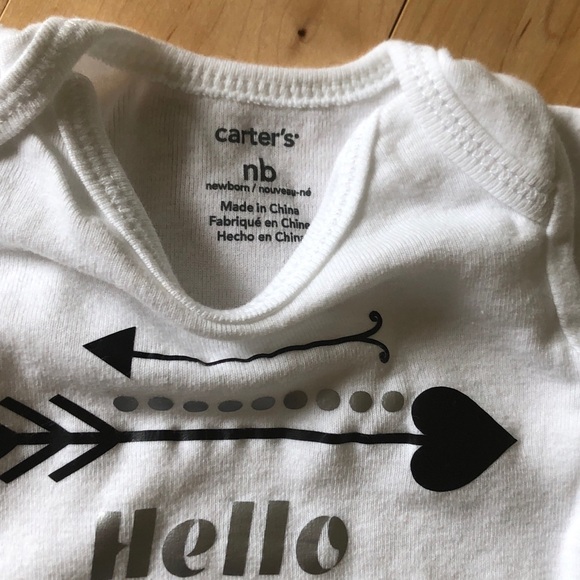 carter's
nb
newborn / nouveau-né
Made in China
Fabriqué en Chine
Hecho en China
Hello